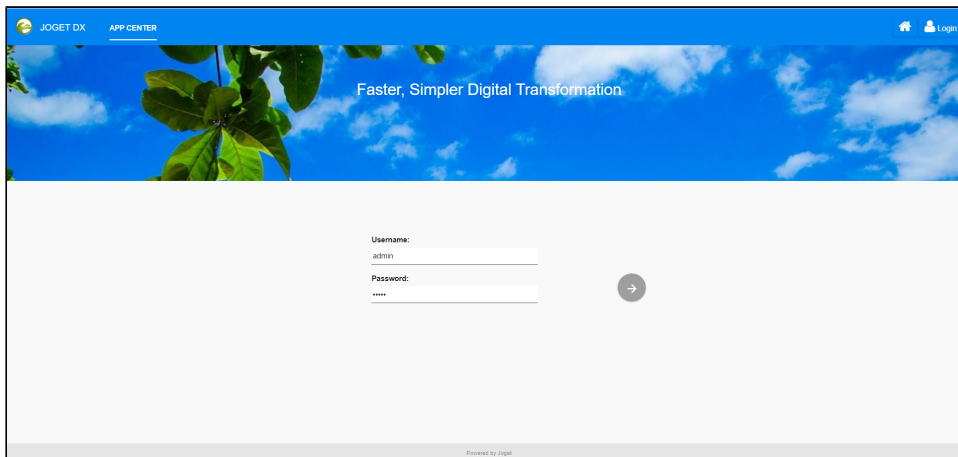 JOGET DX APP CENTER Login
Faster, Simpler Digital Transformation
Username:
admin
Password:
•••••
Powered by Joget